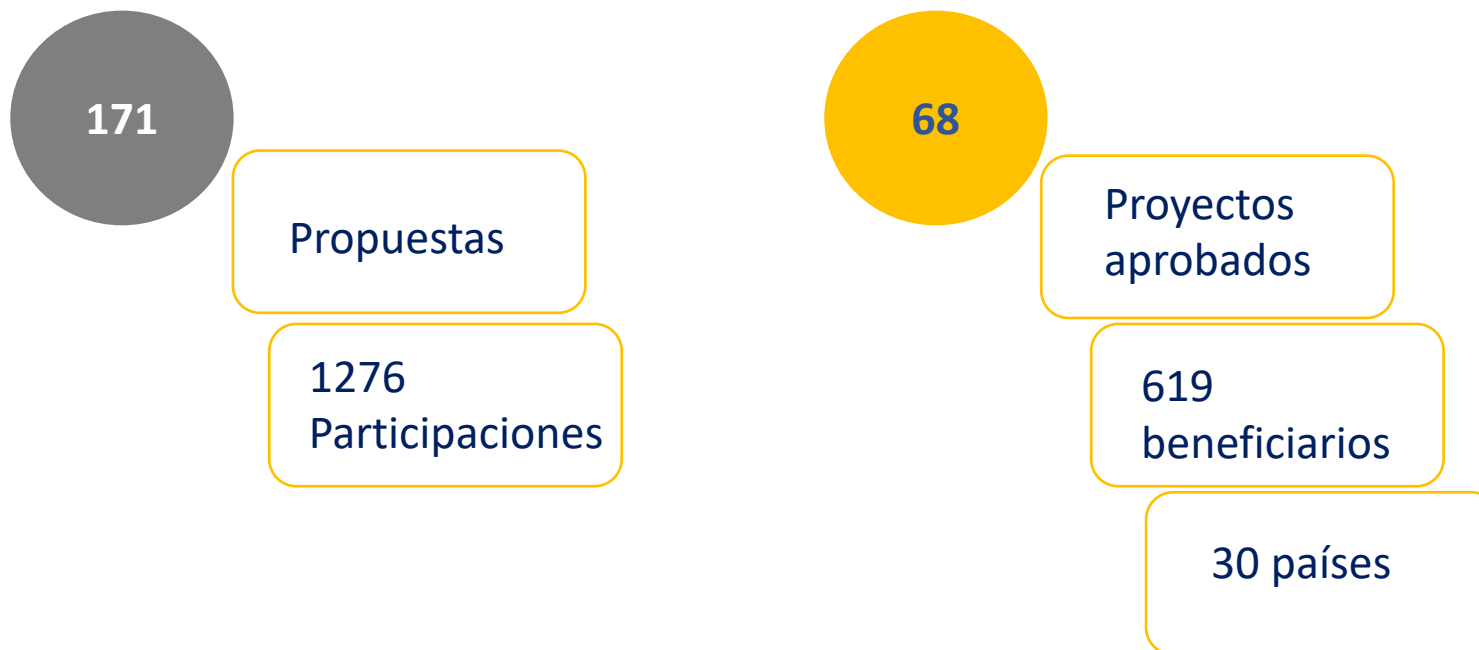 171
Propuestas
1276
Participaciones
68
Proyectos
aprobados
619
beneficiarios
30 países